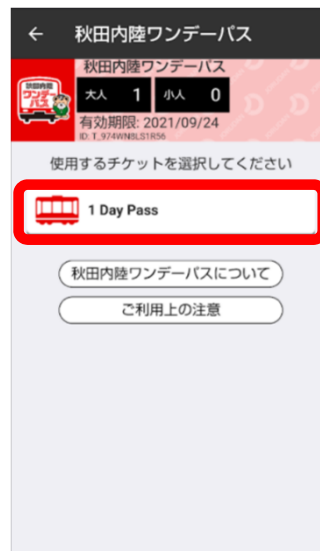 ← 秋田内陸ワンデーパス
秋田内陸ワンデーパス
秋田内陸
ワンデー
パス
大人 1 小人 0
有効期限: 2021/09/24
ID: T_974WNBLS1R56
使用するチケットを選択してください
1 Day Pass
秋田内陸ワンデーパスについて
ご利用上の注意